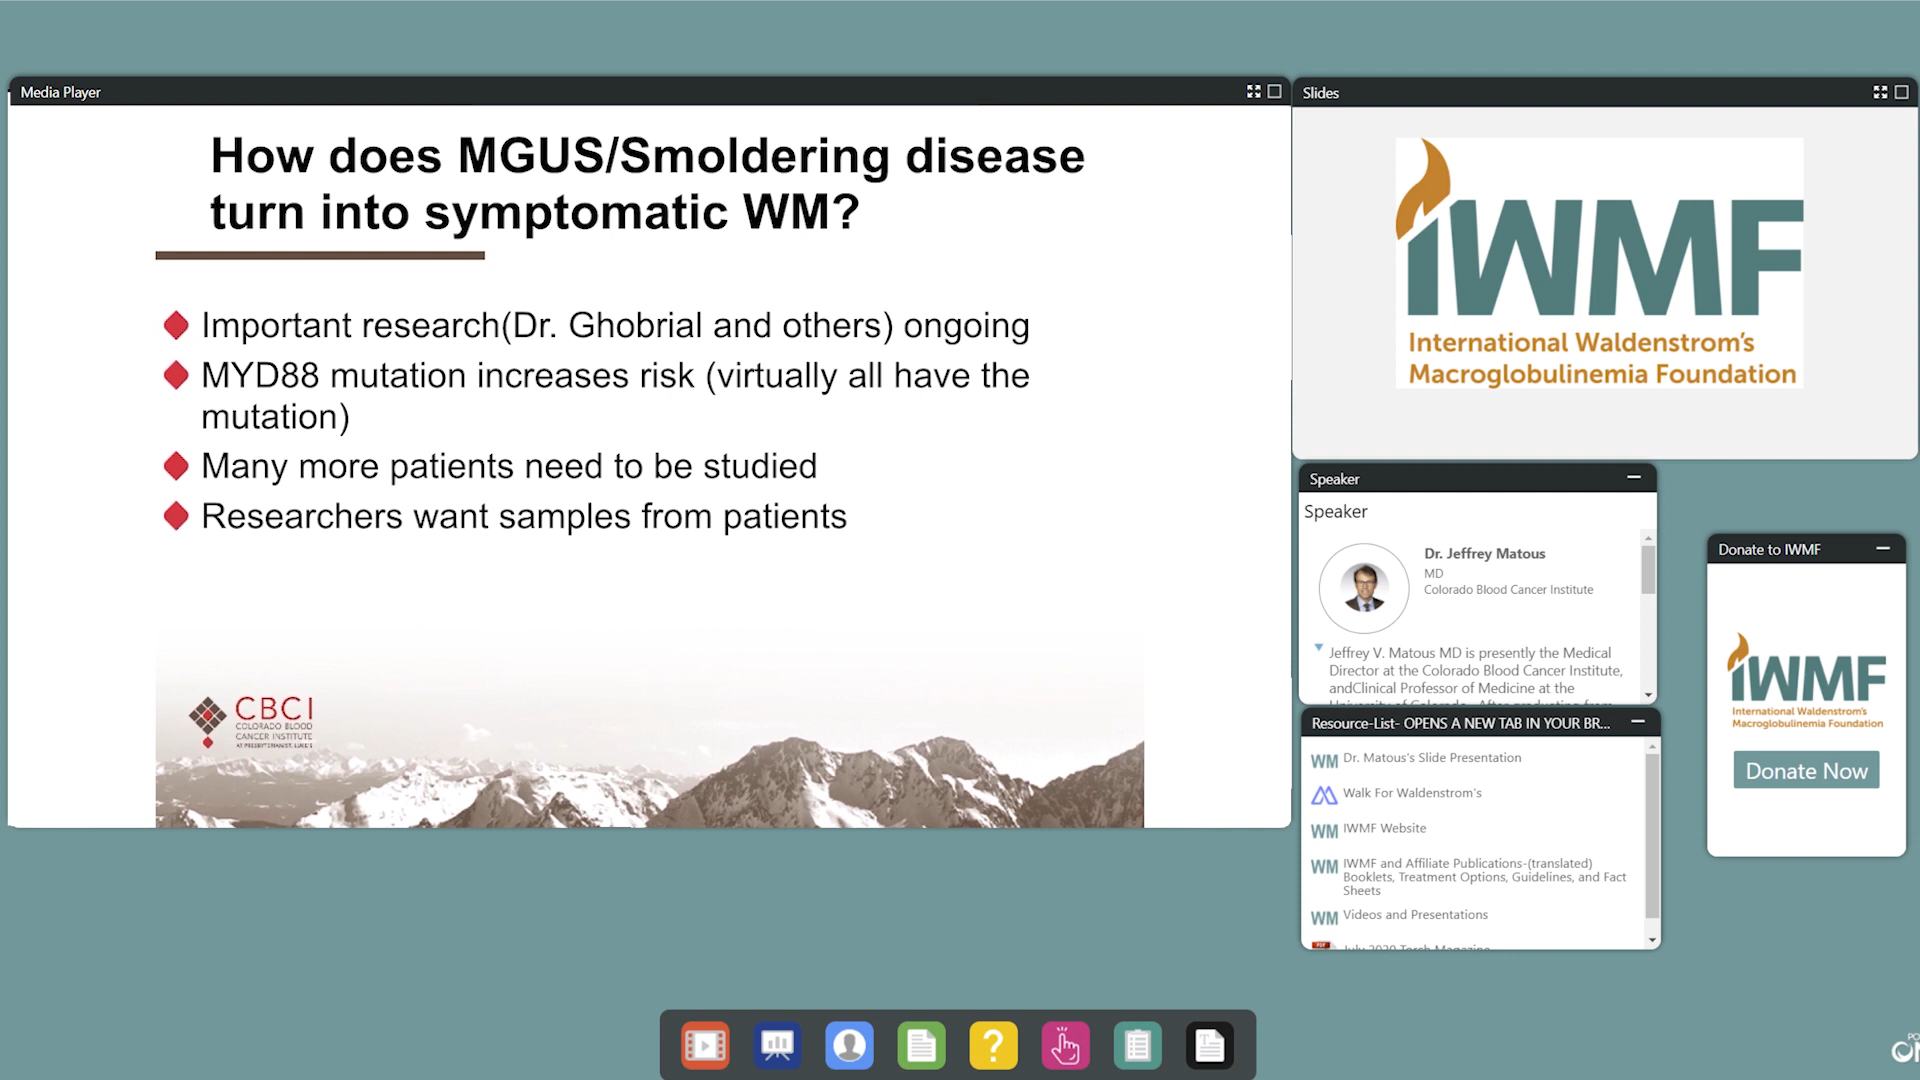 Media Player
How does MGUS/Smoldering disease
turn into symptomatic WM?
Important research(Dr. Ghobrial and others) ongoing
MYD88 mutation increases risk (virtually all have the
mutation)
Many more patients need to be studied
Researchers want samples from patients
CBCI
COLORADO BLOOD
CANCER INSTITUTE
AT PRESBYTERIAN/ST. LUKE'S
Slides
IWMF
International Waldenstrom's
Macroglobulinemia Foundation
Speaker
Speaker
Dr. Jeffrey Matous
MD
Colorado Blood Cancer Institute
Jeffrey V. Matous MD is presently the Medical
Director at the Colorado Blood Cancer Institute,
andClinical Professor of Medicine at the
University of Colorado. After graduating from
Resource-List- OPENS A NEW TAB IN YOUR BR...
WM Dr. Matous's Slide Presentation
Walk For Waldenstrom's
WM IWMF Website
WM IWMF and Affiliate Publications-(translated)
Booklets, Treatment Options, Guidelines, and Fact
Sheets
WM Videos and Presentations
PDF July 2020 Torch Magazine
Donate to IWMF
IWMF
International Waldenstrom's
Macroglobulinemia Foundation
Donate Now
?